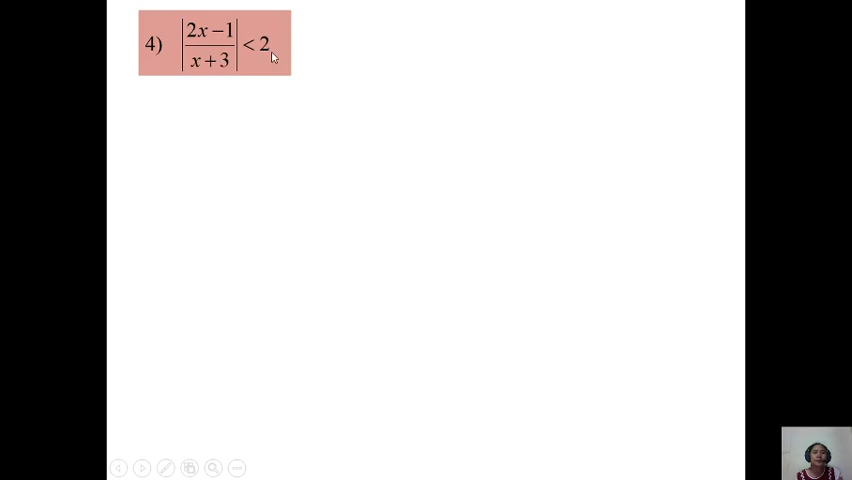 4) |(2x − 1)/(x + 3)| < 2